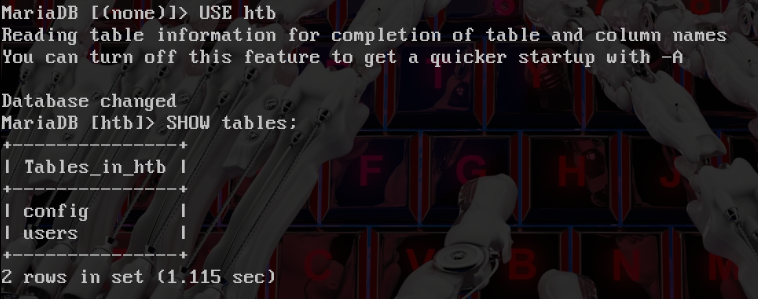 MariaDB [(none)]> USE htb
Reading table information for completion of table and column names
You can turn off this feature to get a quicker startup with -A
Database changed
MariaDB [htb]> SHOW tables;
+---------------+
| Tables_in_htb |
+---------------+
| config        |
| users         |
+---------------+
2 rows in set (1.115 sec)
T Y
F G H J
C V B N M